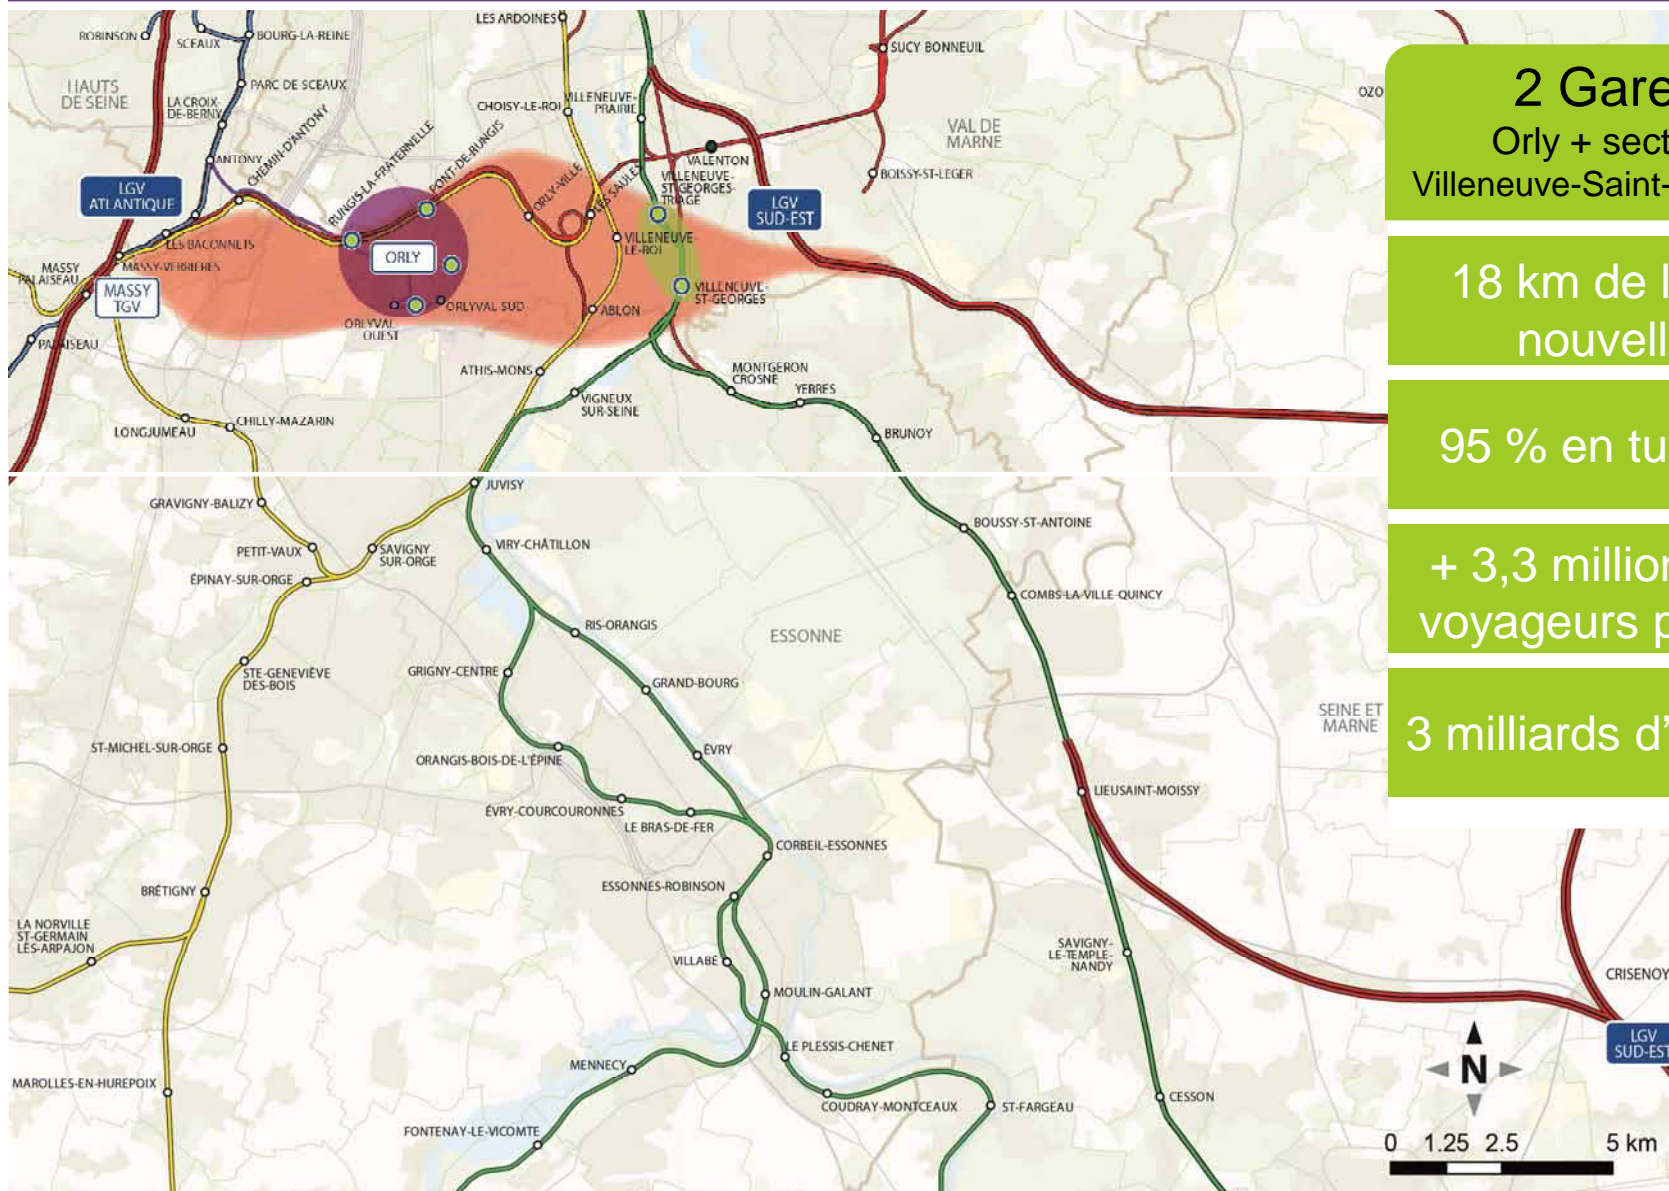 ROBINSON
SCEAUX
BOURG-LA-REINE
LES ARDOINES
SUCY BONNEUIL
HAUTS
DE SEINE
PARC DE SCEAUX
LA CROIX
DE-BERNY
CHOISY-LE-ROI
VILLENEUVE-
PRAIRIE
VAL DE
MARNE
OZO
ANTONY
CHEMIN-D'ANTONY
RUNGIS-LA-FRATERNELLE
PONT-DE-RUNGIS
ORLY-VILLE
LES SAULES
VALENTON
VILLENEUVE-
ST-GEORGES-
TRIAGE
BOISSY-ST-LEGER
LGV
ATLANTIQUE
LGV
SUD-EST
LES BACONNETS
VILLENEUVE-
LE-ROI
ORLY
MASSY-VERRIERES
MASSY
PALAISEAU
MASSY
TGV
VILLENEUVE-
ST-GEORGES
ORLYVAL SUD
ORLYVAL
OUEST
ABLON
PALAISEAU
ATHIS-MONS
MONTGERON
CROSNE
YERRES
VIGNEUX
SUR-SEINE
LONGJUMEAU
CHILLY-MAZARIN
BRUNOY
JUVISY
GRAVIGNY-BALIZY
BOUSSY-ST-ANTOINE
PETIT-VAUX
SAVIGNY
SUR-ORGE
VIRY-CHÂTILLON
ÉPINAY-SUR-ORGE
COMBS-LA-VILLE-QUINCY
RIS-ORANGIS
ESSONNE
STE-GENEVIÈVE
DES-BOIS
GRIGNY-CENTRE
GRAND-BOURG
SEINE ET
MARNE
ST-MICHEL-SUR-ORGE
ORANGIS-BOIS-DE-L'ÉPINE
ÉVRY
LIEUSAINT-MOISSY
ÉVRY-COURCOURONNES
LE BRAS-DE-FER
CORBEIL-ESSONNES
BRÉTIGNY
ESSONNES-ROBINSON
LA NORVILLE
ST-GERMAIN
LÈS-ARPAJON
SAVIGNY-
LE-TEMPLE-
NANDY
VILLABÉ
CRISENOY
MOULIN-GALANT
LE PLESSIS-CHENET
LGV
SUD-EST
MENNECY
MAROLLES-EN-HUREPOIX
COUDRAY-MONTCEAUX
ST-FARGEAU
CESSON
FONTENAY-LE-VICOMTE
N
0 1.25 2.5 5 km
2 Gare
Orly + sect
Villeneuve-Saint-
18 km de l
nouvell
95 % en tu
+ 3,3 million
voyageurs p
3 milliards d'